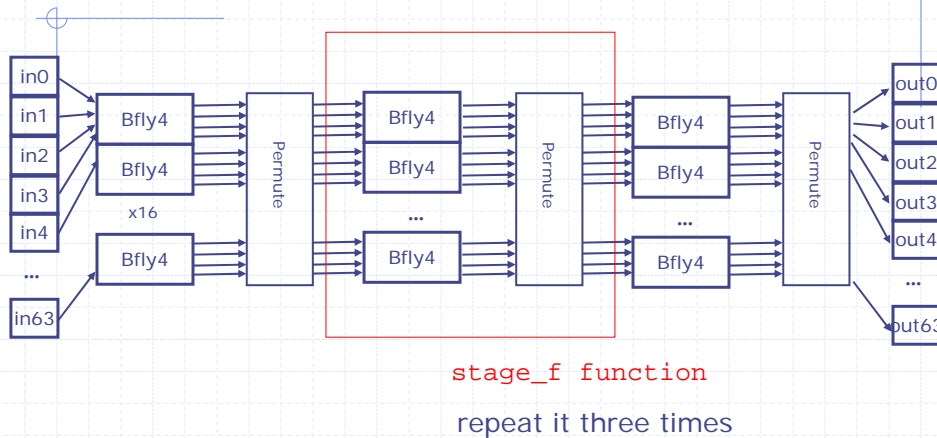 in0
in1
in2
in3
in4
...
in63
Bfly4
Bfly4
x16
Bfly4
Permute
Bfly4
Bfly4
...
Bfly4
Permute
Bfly4
Bfly4
...
Bfly4
Permute
out0
out1
out2
out3
out4
...
out63
stage_f function
repeat it three times